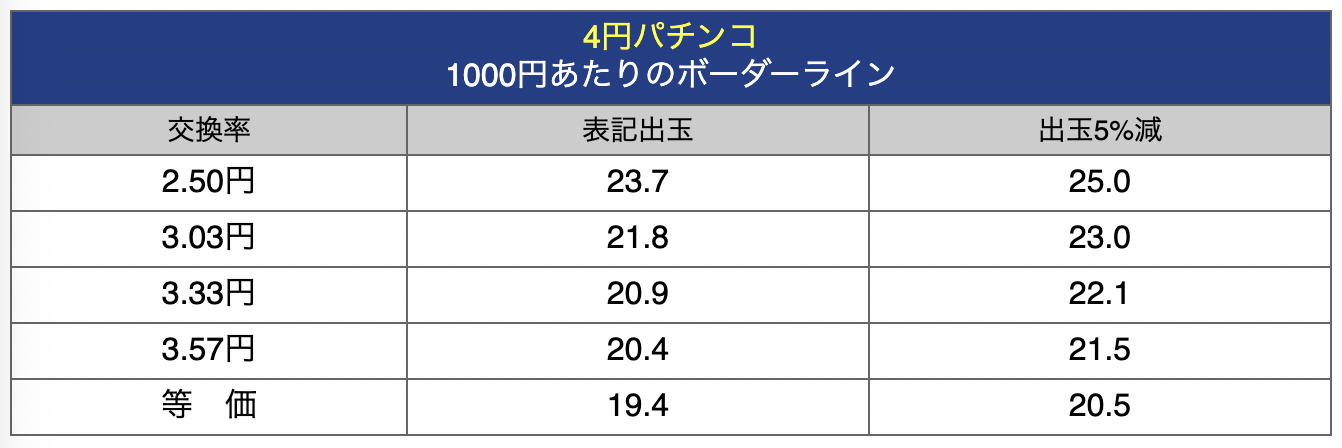 4円パチンコ
1000円あたりのボーダーライン
交換率 表記出玉 出玉5%減
2.50円 23.7 25.0
3.03円 21.8 23.0
3.33円 20.9 22.1
3.57円 20.4 21.5
等　価 19.4 20.5